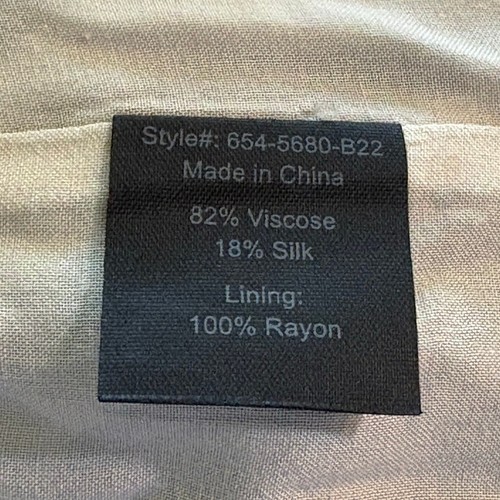 Style#: 654-5680-B22
Made in China
82% Viscose
18% Silk
Lining:
100% Rayon